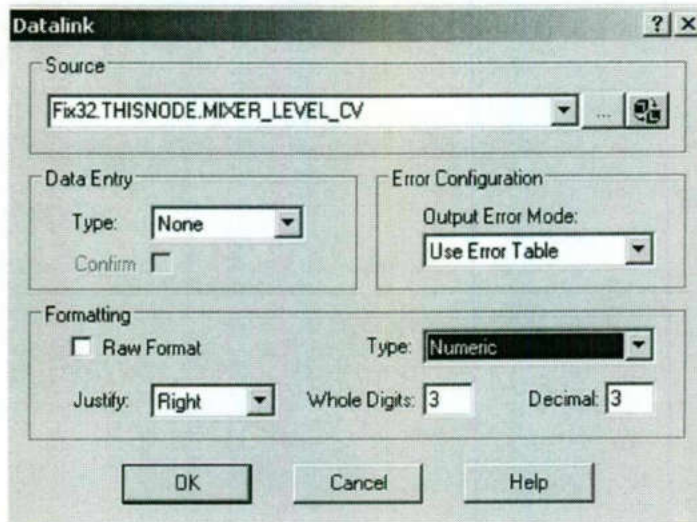 Datalink
Source
Fix32.THISNODE.MIXER_LEVEL_CV
...
Data Entry
Type: None
Confirm
Error Configuration
Output Error Mode:
Use Error Table
Formatting
Raw Format Type: Numeric
Justify: Right Whole Digits: 3 Decimal: 3
OK Cancel Help